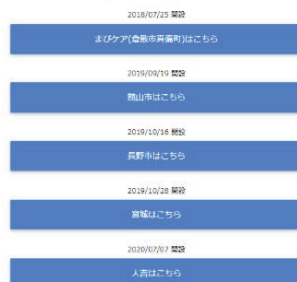 2018/07/25 開設
まびケア(倉敷市真備町)はこちら
2019/09/19 開設
館山市はこちら
2019/10/16 開設
長野市はこちら
2019/10/28 開設
宮城はこちら
2020/07/07 開設
人吉はこちら